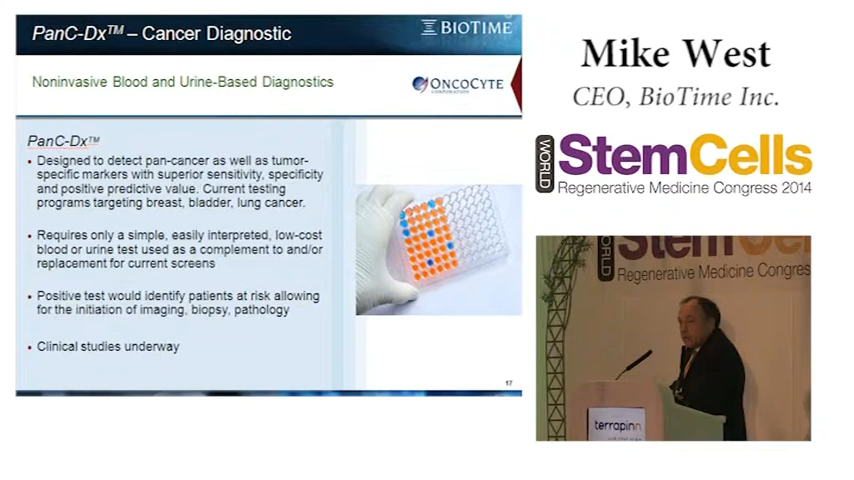 PanC-Dx™ – Cancer Diagnostic
BIOTIME
Noninvasive Blood and Urine-Based Diagnostics
ONCOCYTE
CORPORATION
PanC-Dx™
• Designed to detect pan-cancer as well as tumor-
specific markers with superior sensitivity, specificity
and positive predictive value. Current testing
programs targeting breast, bladder, lung cancer.
• Requires only a simple, easily interpreted, low-cost
blood or urine test used as a complement to and/or
replacement for current screens
• Positive test would identify patients at risk allowing
for the initiation of imaging, biopsy, pathology
• Clinical studies underway
17
Mike West
CEO, BioTime Inc.
WORLD
StemCells
Regenerative Medicine Congress 2014
WORLD
StemCells
Regenerative Medicine Congress
terrapinn